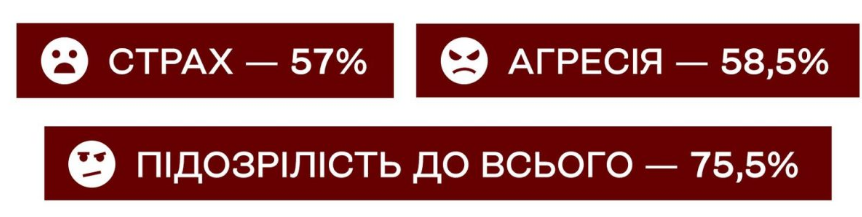 СТРАХ — 57%
АГРЕСІЯ — 58,5%
ПІДОЗРІЛІСТЬ ДО ВСЬОГО — 75,5%